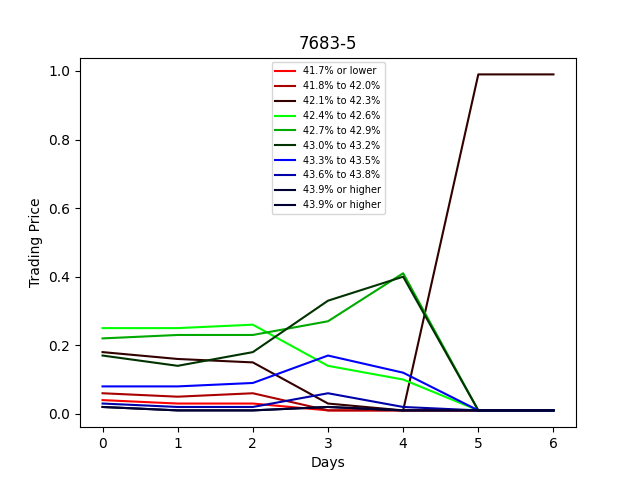 7683-5
41.7% or lower
41.8% to 42.0%
42.1% to 42.3%
42.4% to 42.6%
42.7% to 42.9%
43.0% to 43.2%
43.3% to 43.5%
43.6% to 43.8%
43.9% or higher
43.9% or higher
Trading Price
1.0
0.8
0.6
0.4
0.2
0.0
0 1 2 3 4 5 6
Days